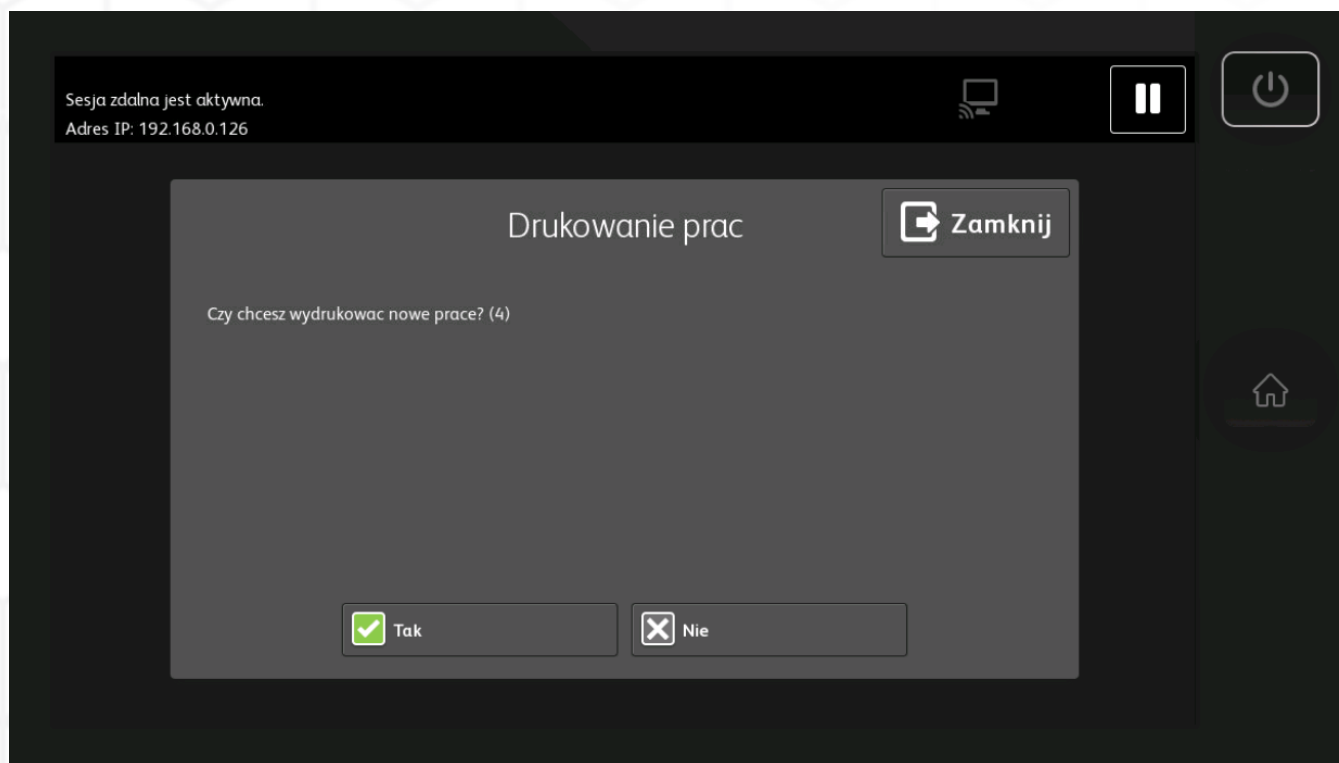 Sesja zdalna jest aktywna.
Adres IP: 192.168.0.126
Drukowanie prac
Zamknij
Czy chcesz wydrukowac nowe prace? (4)
Tak
Nie